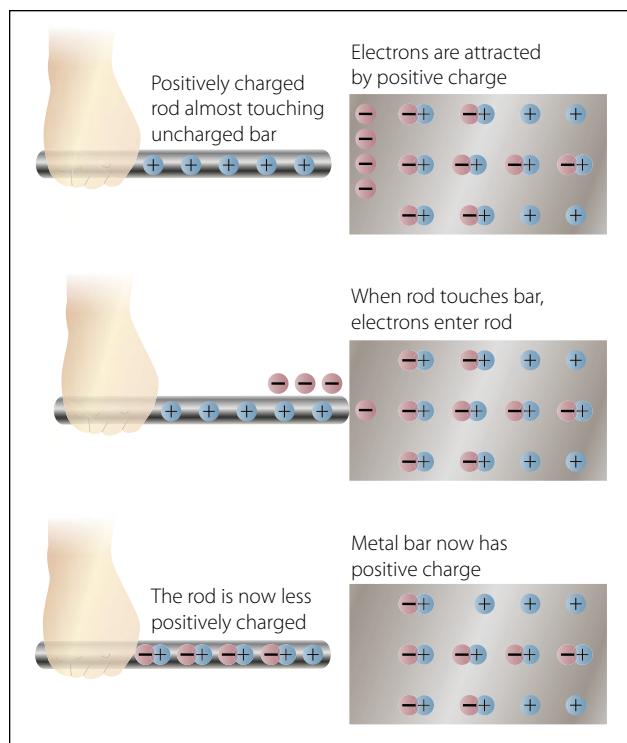 Positively charged
rod almost touching
uncharged bar
Electrons are attracted
by positive charge
When rod touches bar,
electrons enter rod
The rod is now less
positively charged
Metal bar now has
positive charge